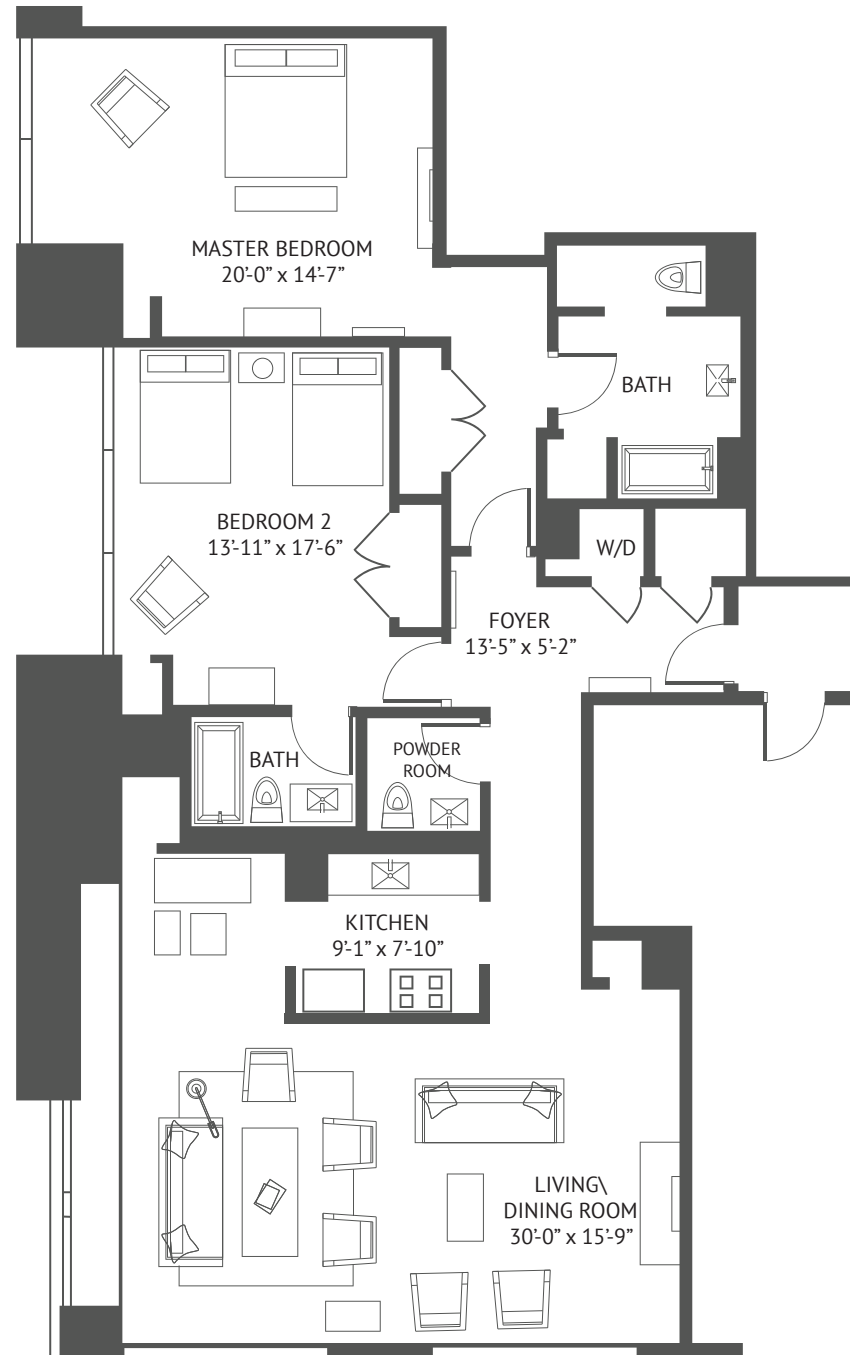 MASTER BEDROOM
20'-0” x 14'-7”
BATH
BEDROOM 2
13'-11” x 17'-6”
W/D
FOYER
13'-5” x 5'-2”
BATH
POWDER
ROOM
KITCHEN
9'-1” x 7'-10”
LIVING\
DINING ROOM
30'-0” x 15'-9”